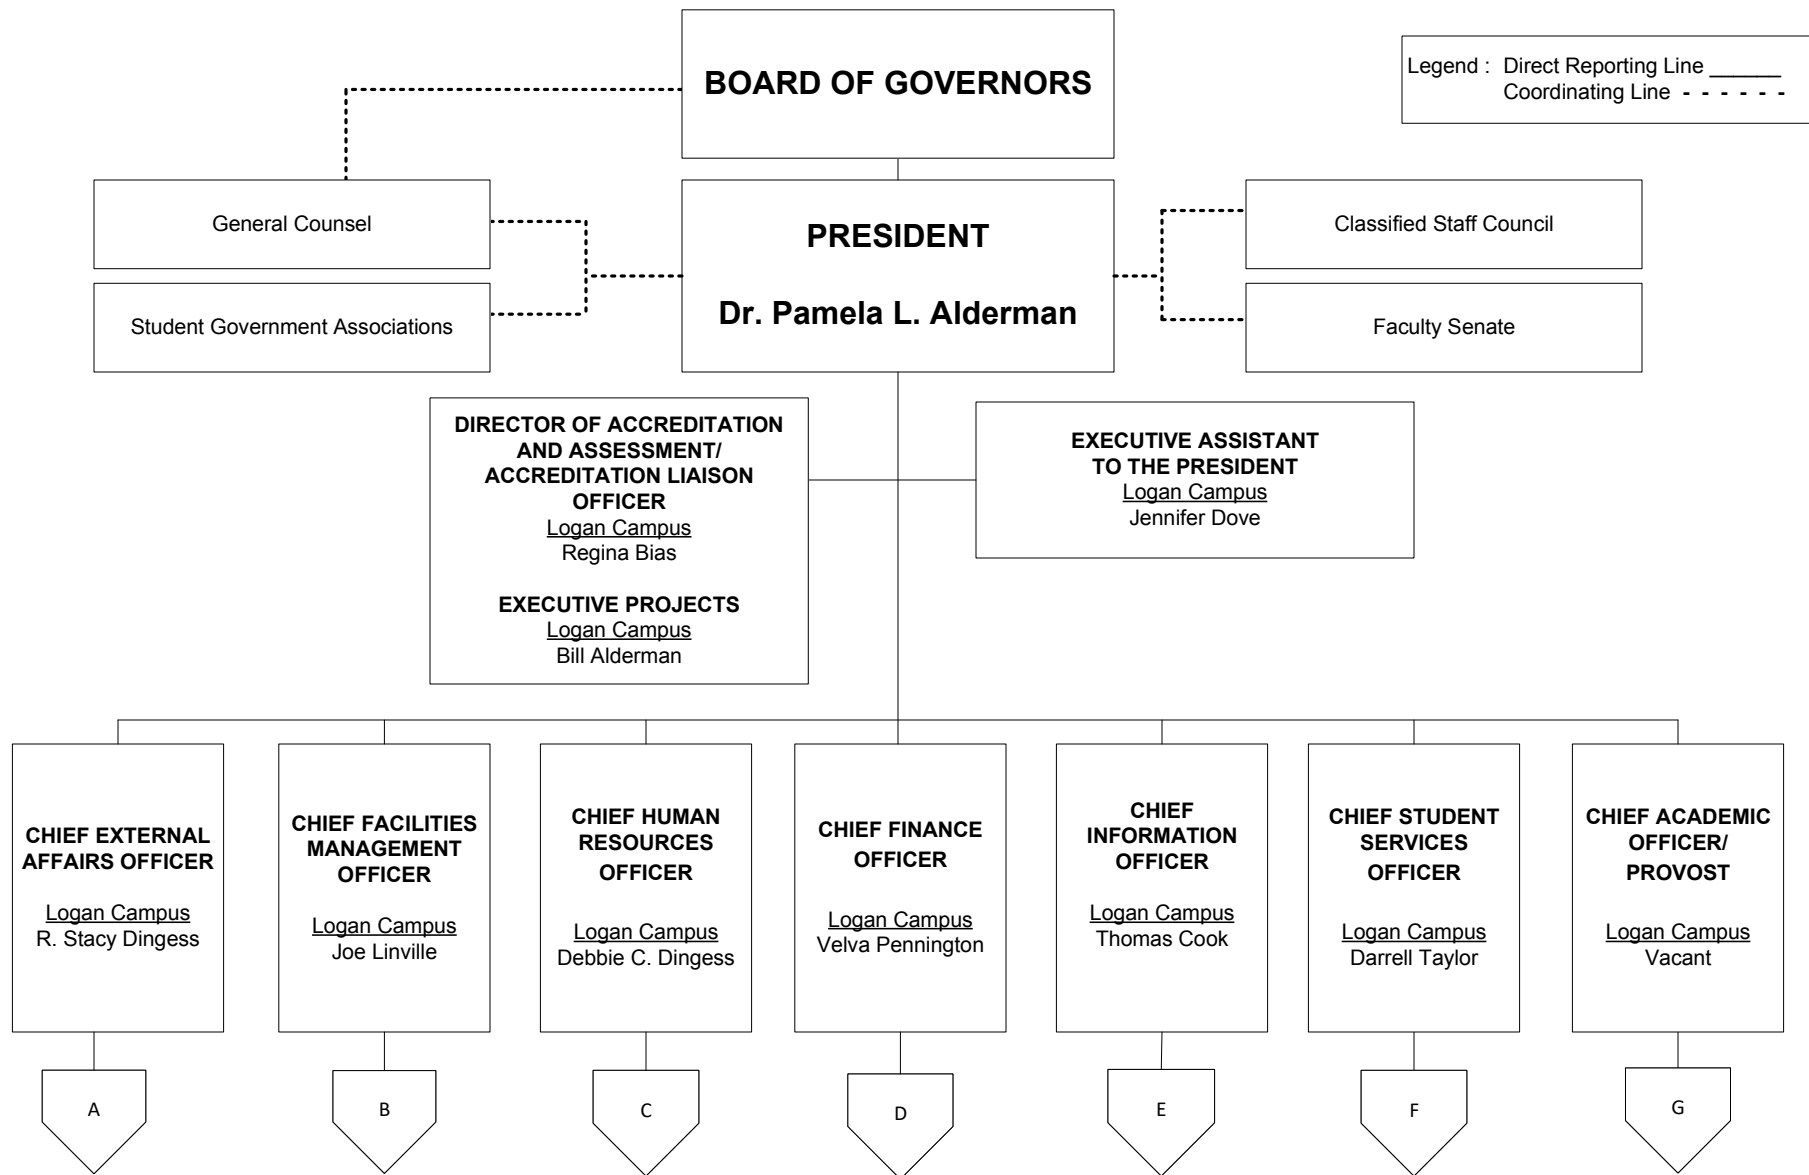 BOARD OF GOVERNORS
Legend : Direct Reporting Line ______
Coordinating Line - - - - - -
General Counsel
Student Government Associations
PRESIDENT
Dr. Pamela L. Alderman
Classified Staff Council
Faculty Senate
DIRECTOR OF ACCREDITATION
AND ASSESSMENT/
ACCREDITATION LIAISON
OFFICER
Logan Campus
Regina Bias
EXECUTIVE PROJECTS
Logan Campus
Bill Alderman
EXECUTIVE ASSISTANT
TO THE PRESIDENT
Logan Campus
Jennifer Dove
CHIEF EXTERNAL
AFFAIRS OFFICER
Logan Campus
R. Stacy Dingess
CHIEF FACILITIES
MANAGEMENT
OFFICER
Logan Campus
Joe Linville
CHIEF HUMAN
RESOURCES
OFFICER
Logan Campus
Debbie C. Dingess
CHIEF FINANCE
OFFICER
Logan Campus
Velva Pennington
CHIEF
INFORMATION
OFFICER
Logan Campus
Thomas Cook
CHIEF STUDENT
SERVICES
OFFICER
Logan Campus
Darrell Taylor
CHIEF ACADEMIC
OFFICER/
PROVOST
Logan Campus
Vacant
A
B
C
D
E
F
G